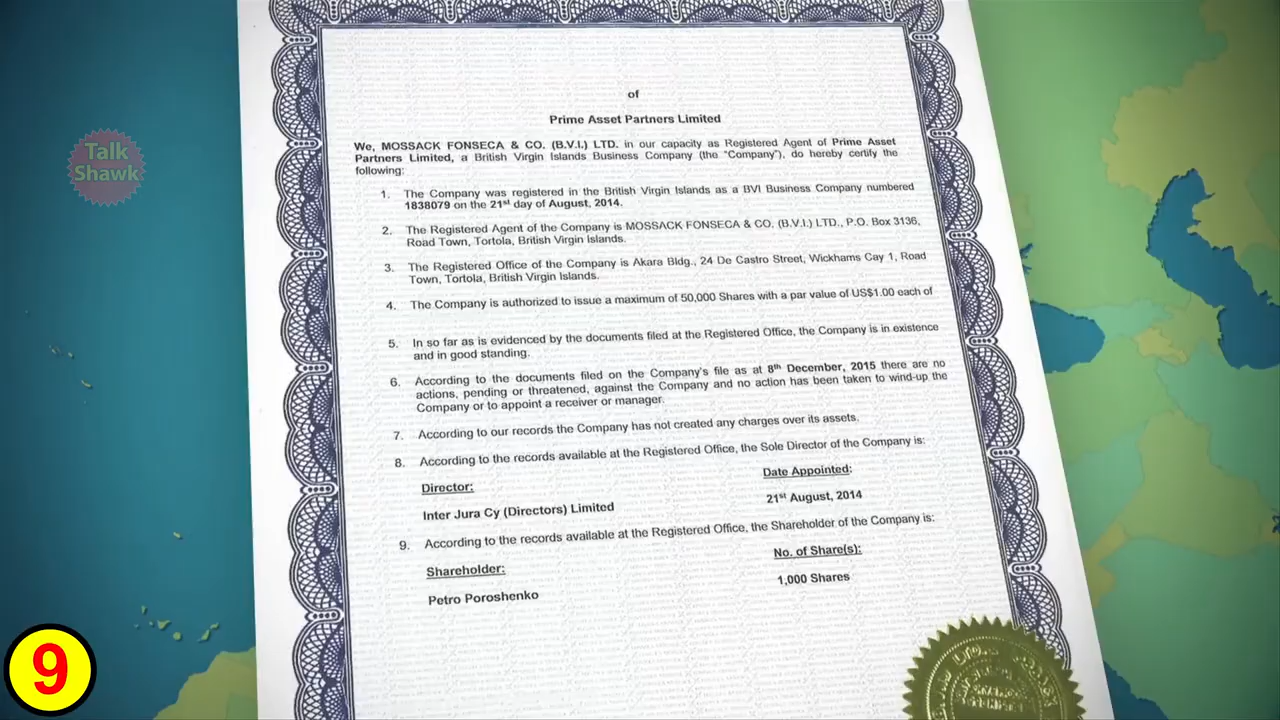 Talk
Shawk
of
Prime Asset Partners Limited
We, MOSSACK FONSECA & CO. (B.V.I.) LTD. in our capacity as Registered Agent of Prime Asset
Partners Limited, a British Virgin Islands Business Company (the "Company"), do hereby certify the
following:
1. The Company was registered in the British Virgin Islands as a BVI Business Company numbered
1838079 on the 21st day of August, 2014.
2. The Registered Agent of the Company is MOSSACK FONSECA & CO. (B.V.I.) LTD., P.O. Box 3136,
Road Town, Tortola, British Virgin Islands.
3. The Registered Office of the Company is Akara Bldg., 24 De Castro Street, Wickhams Cay 1, Road
Town, Tortola, British Virgin Islands.
4. The Company is authorized to issue a maximum of 50,000 Shares with a par value of US$1.00 each of
5. In so far as is evidenced by the documents filed at the Registered Office, the Company is in existence
and in good standing.
6. According to the documents filed on the Company's file as at 8th December, 2015 there are no
actions, pending or threatened, against the Company and no action has been taken to wind-up the
Company or to appoint a receiver or manager.
7. According to our records the Company has not created any charges over its assets.
8. According to the records available at the Registered Office, the Sole Director of the Company is:
Director: Date Appointed:
Inter Jura Cy (Directors) Limited 21st August, 2014
9. According to the records available at the Registered Office, the Shareholder of the Company is:
Shareholder: No. of Share(s):
Petro Poroshenko 1,000 Shares
9